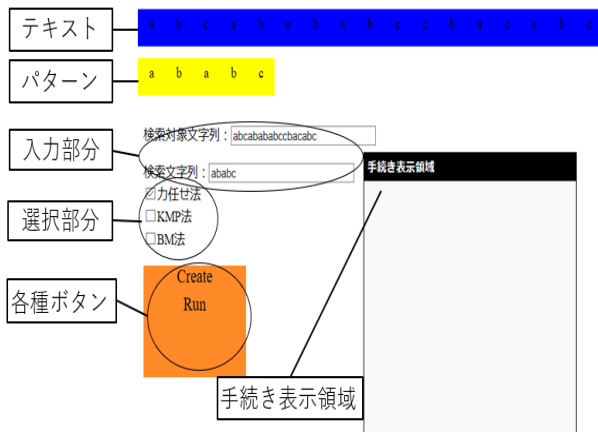 テキスト
a b c a b a b a b c c b a c a b c
パターン
a b a b c
入力部分
検索対象文字列：abcabababccbacabc
検索文字列：ababc
手続き表示領域
選択部分
力任せ法
KMP法
BM法
各種ボタン
Create
Run
手続き表示領域